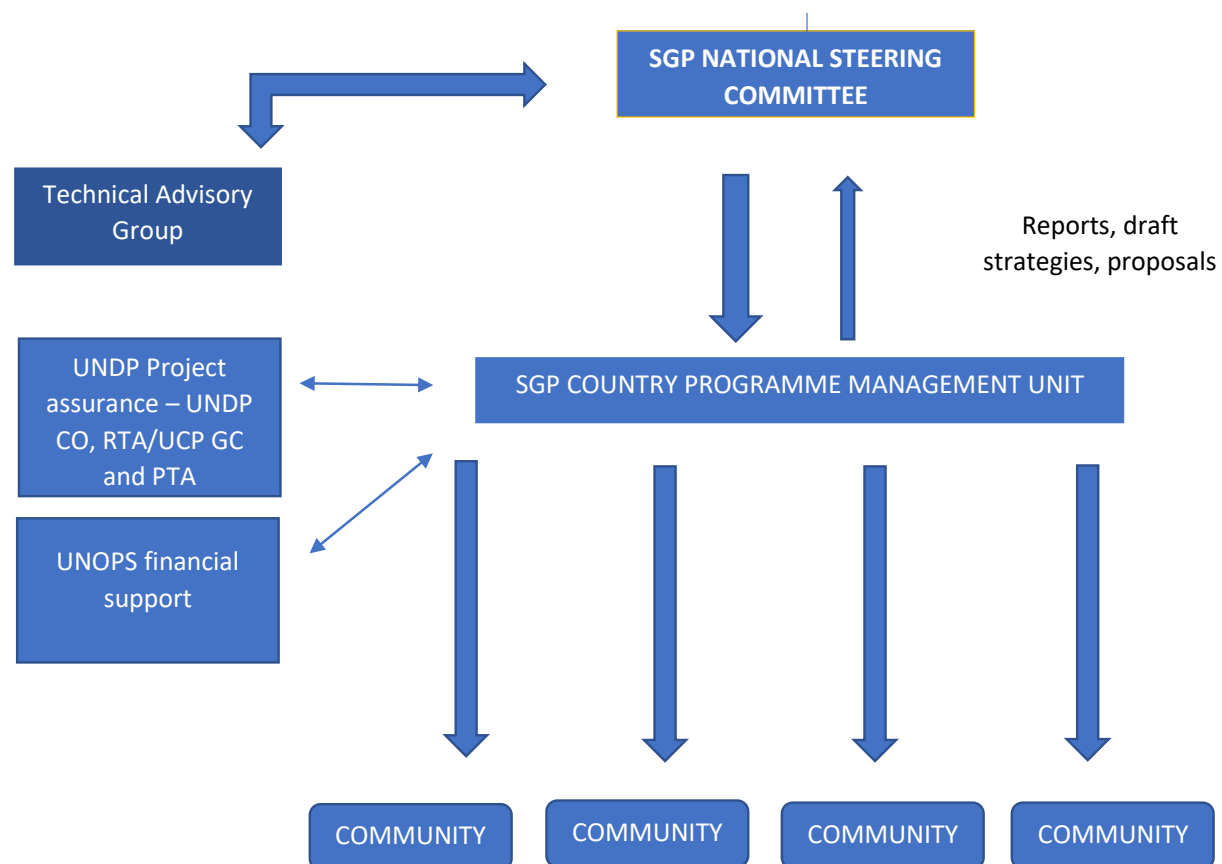 SGP NATIONAL STEERING
COMMITTEE
Technical Advisory
Group
Reports, draft
strategies, proposals
UNDP Project
assurance – UNDP
CO, RTA/UCP GC
and PTA
SGP COUNTRY PROGRAMME MANAGEMENT UNIT
UNOPS financial
support
COMMUNITY
COMMUNITY
COMMUNITY
COMMUNITY